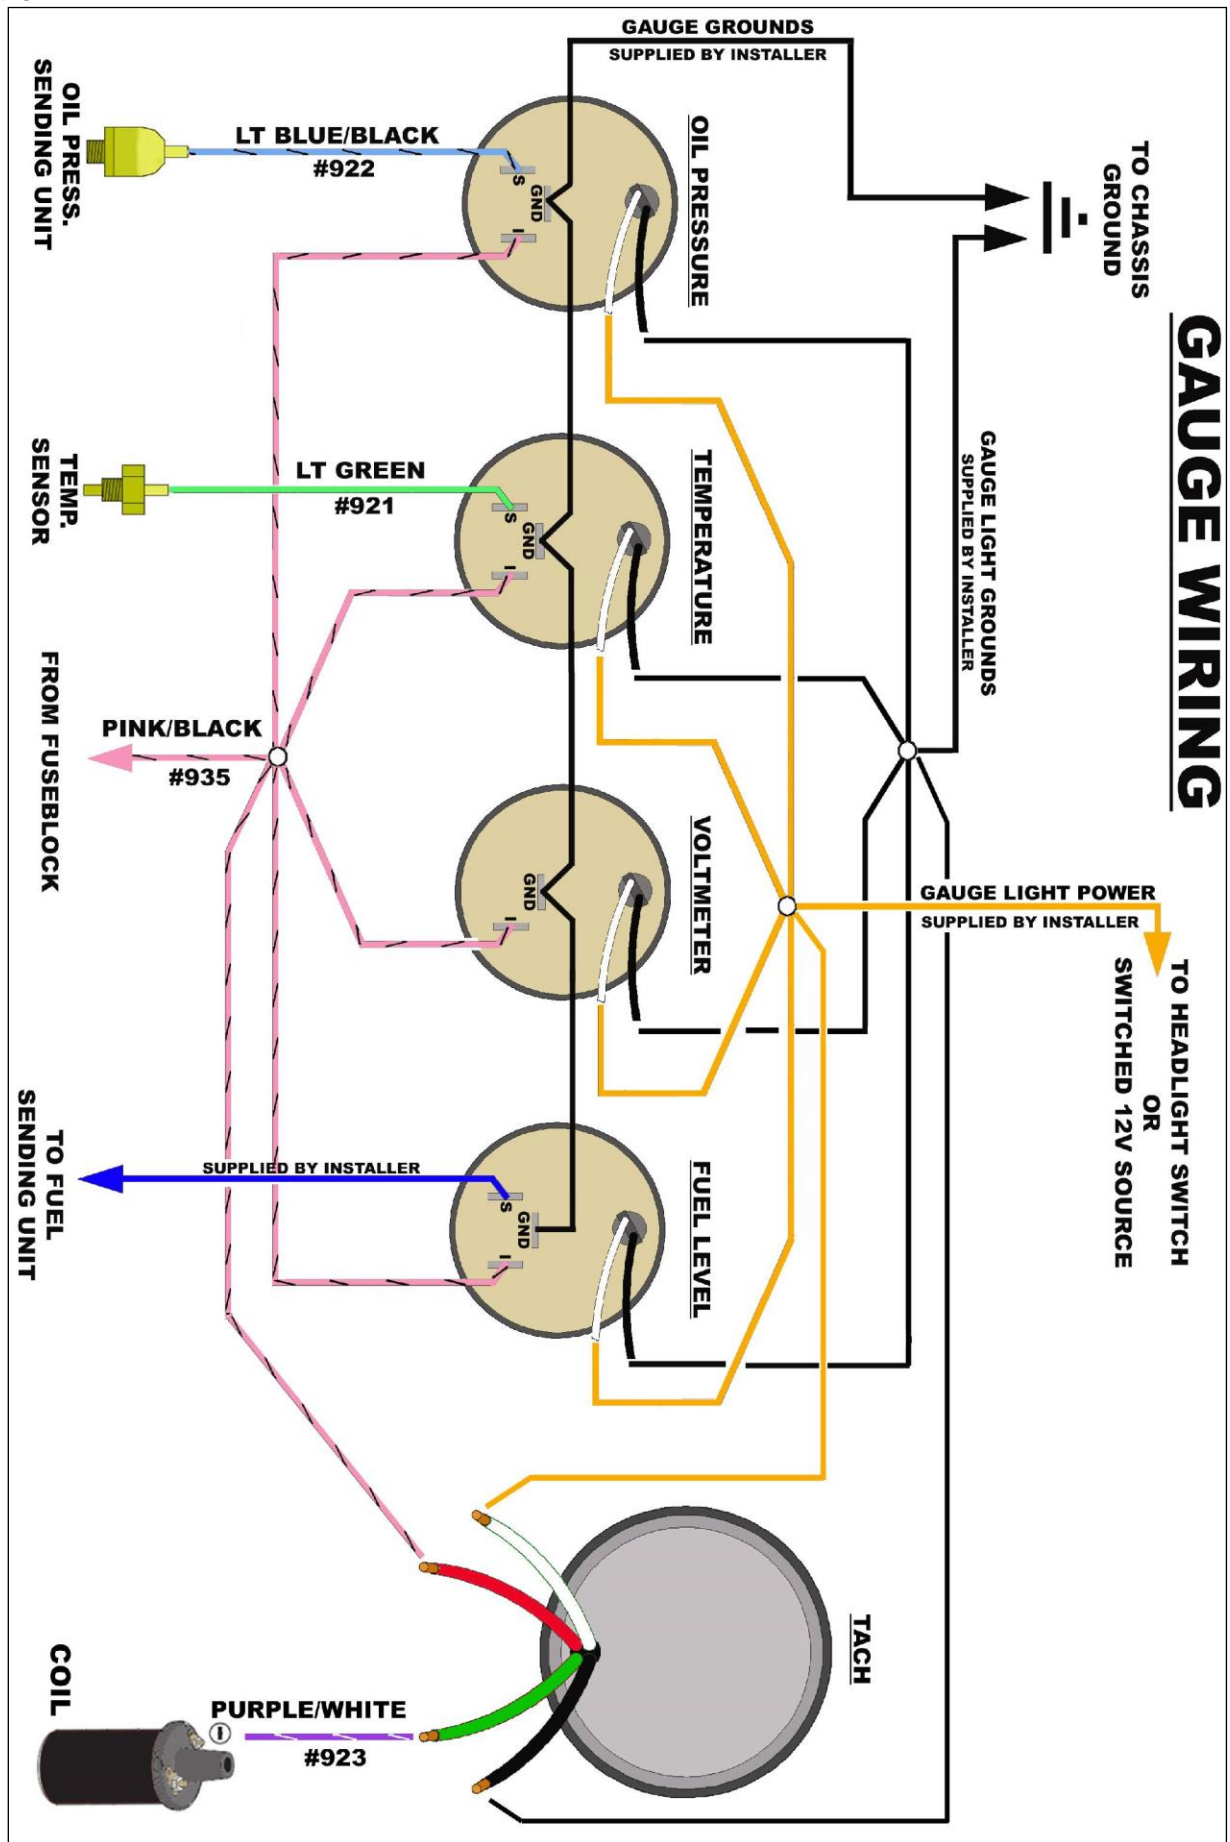 GAUGE WIRING
GAUGE GROUNDS
SUPPLIED BY INSTALLER
TO CHASSIS
GROUND
GAUGE LIGHT GROUNDS
SUPPLIED BY INSTALLER
GAUGE LIGHT POWER
SUPPLIED BY INSTALLER
TO HEADLIGHT SWITCH
OR
SWITCHED 12V SOURCE
OIL PRESSURE
S
GND
I
TEMPERATURE
S
GND
I
VOLTMETER
GND
I
FUEL LEVEL
S
GND
I
TACH
OIL PRESS.
SENDING UNIT
LT BLUE/BLACK
#922
TEMP.
SENSOR
LT GREEN
#921
FROM FUSEBLOCK
PINK/BLACK
#935
TO FUEL
SENDING UNIT
SUPPLIED BY INSTALLER
COIL
PURPLE/WHITE
#923